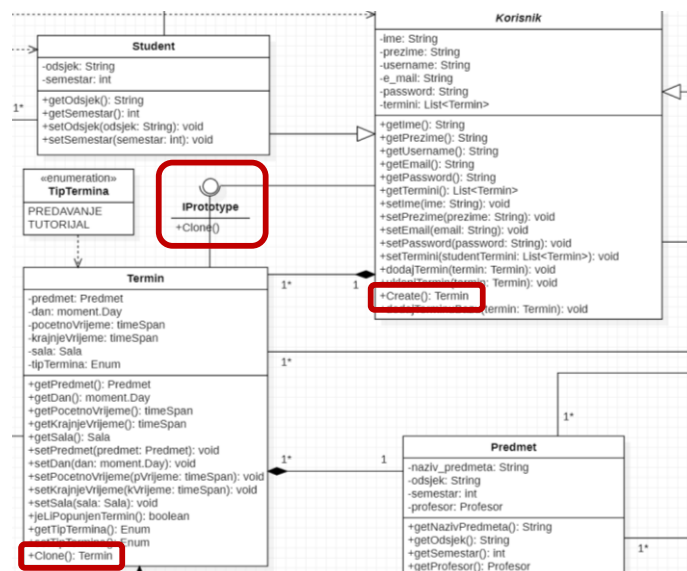 Student
-odsjek: String
-semestar: int
+getOdsjek(): String
+getSemestar(): int
+setOdsjek(odsjek: String): void
+setSemestar(semestar: Int): void
1*
Korisnik
-ime: String
-prezime: String
-username: String
-e_mail: String
-password: String
-termini: List<Termin>
+getIme(): String
+getPrezime(): String
+getUsername(): String
+getEmail(): String
+getPassword(): String
+getTermini(): List<Termin>
+setIme(ime: String): void
+setPrezime(prezime: String): void
+setEmail(email: String): void
+setPassword(password: String): void
+setTermini(studentTermini: List<Termin>): void
+dodajTermin(termin: Termin): void
(termin: Termin): void
+Create(): Termin
(termin: Termin): void
«enumeration»
TipTermina
PREDAVANJE
TUTORIJAL
IPrototype
+Clone()
1*
1
Termin
-predmet: Predmet
-dan: moment.Day
-pocetnoVrijeme: timeSpan
-krajnjeVrijeme: timeSpan
-sala: Sala
-tipTermina: Enum
+getPredmet(): Predmet
+getDan(): moment.Day
+getPocetnoVrijeme(): timeSpan
+getKrajnjeVrijeme(): timeSpan
+getSala(): Sala
+setPredmet(predmet: Predmet): void
+setDan(dan: moment.Day): void
+setPocetnoVrijeme(pVrijeme: timeSpan): void
+setKrajnjeVrijeme(kVrijeme: timeSpan): void
+setSala(sala: Sala): void
+jeLiPopunjenTermin(): boolean
+getTipTermina(): Enum
Enum
+Clone(): Termin
1*
1*
1*
1
Predmet
-naziv_predmeta: String
-odsjek: String
-semestar: int
-profesor: Profesor
+getNazivPredmeta(): String
+getOdsjek(): String
+getSemestar(): int
+getProfesor(): Profesor
1*